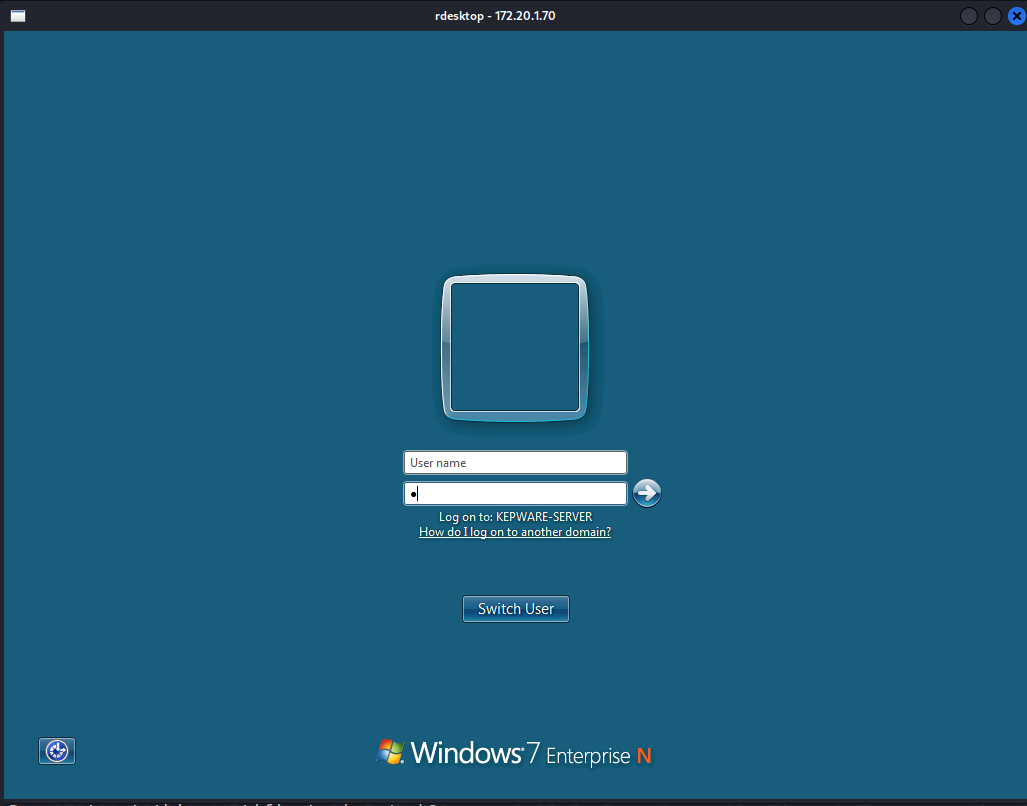 rdesktop - 172.20.1.70
User name
Log on to: KEPWARE-SERVER
How do I log on to another domain?
Switch User
Windows 7 Enterprise N